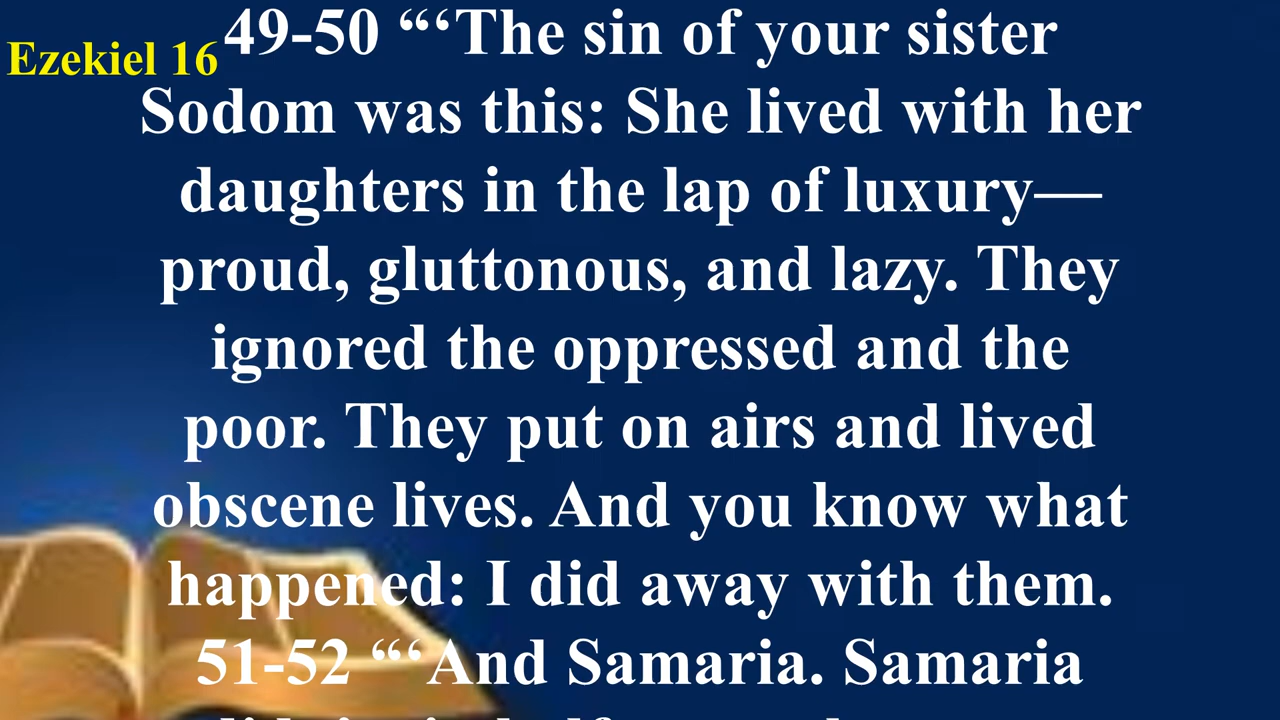 Ezekiel 16
49-50 “‘The sin of your sister
Sodom was this: She lived with her
daughters in the lap of luxury—
proud, gluttonous, and lazy. They
ignored the oppressed and the
poor. They put on airs and lived
obscene lives. And you know what
happened: I did away with them.
51-52 “‘And Samaria. Samaria